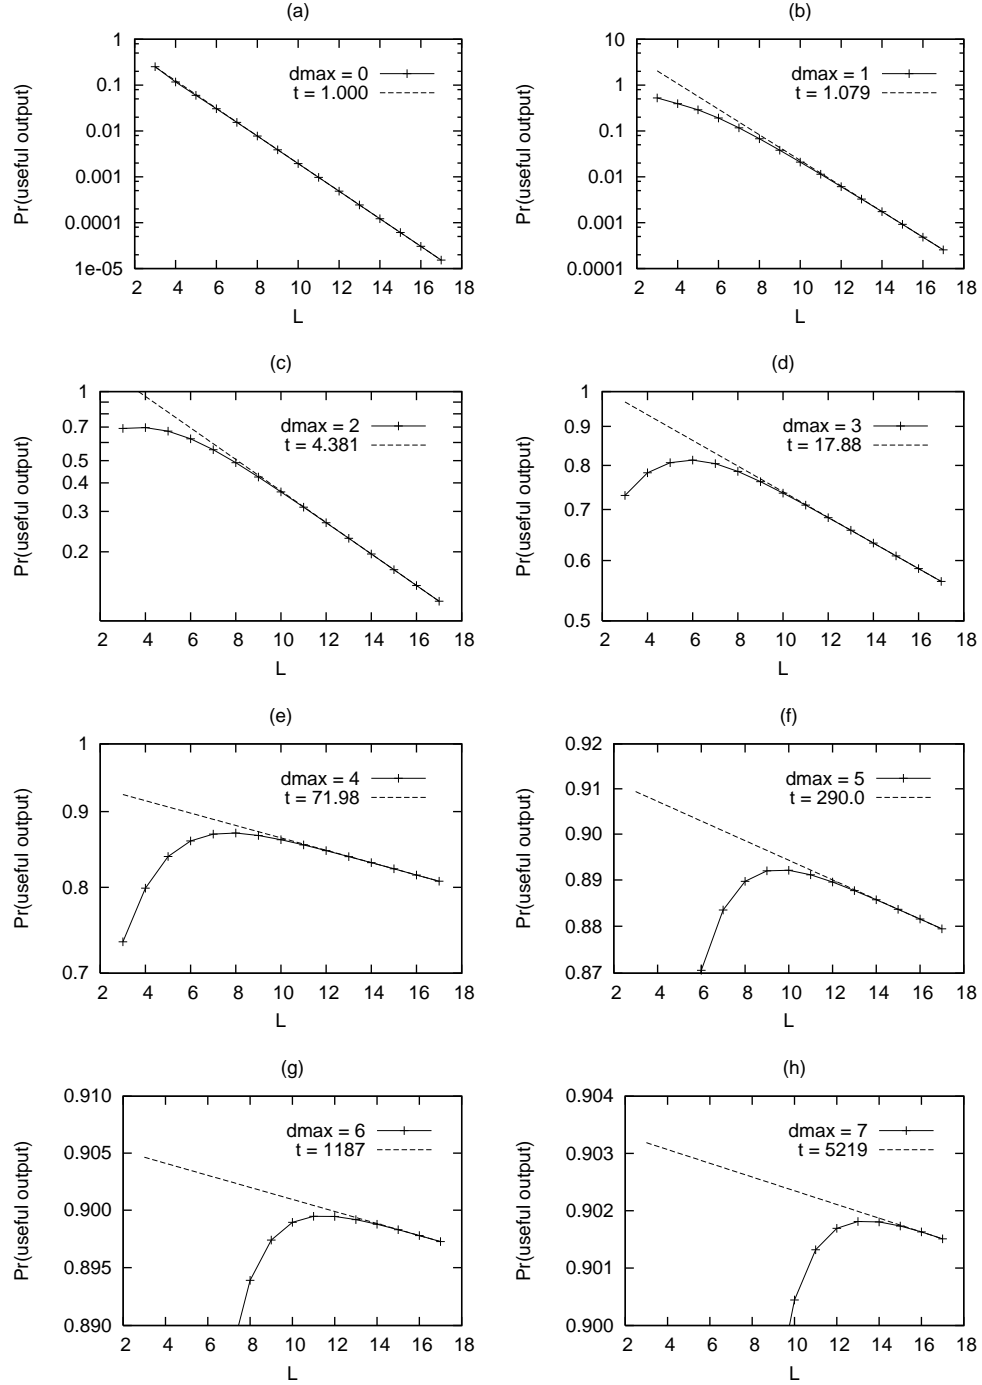 (a)
Pr(useful output)
1
0.1
0.01
0.001
0.0001
1e-05
dmax = 0
t = 1.000
2 4 6 8 10 12 14 16 18
L
(b)
Pr(useful output)
10
1
0.1
0.01
0.001
0.0001
dmax = 1
t = 1.079
2 4 6 8 10 12 14 16 18
L
(c)
Pr(useful output)
1
0.7
0.5
0.4
0.3
0.2
dmax = 2
t = 4.381
2 4 6 8 10 12 14 16 18
L
(d)
Pr(useful output)
1
0.9
0.8
0.7
0.6
0.5
dmax = 3
t = 17.88
2 4 6 8 10 12 14 16 18
L
(e)
Pr(useful output)
1
0.9
0.8
0.7
dmax = 4
t = 71.98
2 4 6 8 10 12 14 16 18
L
(f)
Pr(useful output)
0.92
0.91
0.90
0.89
0.88
0.87
dmax = 5
t = 290.0
2 4 6 8 10 12 14 16 18
L
(g)
Pr(useful output)
0.910
0.905
0.900
0.895
0.890
dmax = 6
t = 1187
2 4 6 8 10 12 14 16 18
L
(h)
Pr(useful output)
0.904
0.903
0.902
0.901
0.900
dmax = 7
t = 5219
2 4 6 8 10 12 14 16 18
L